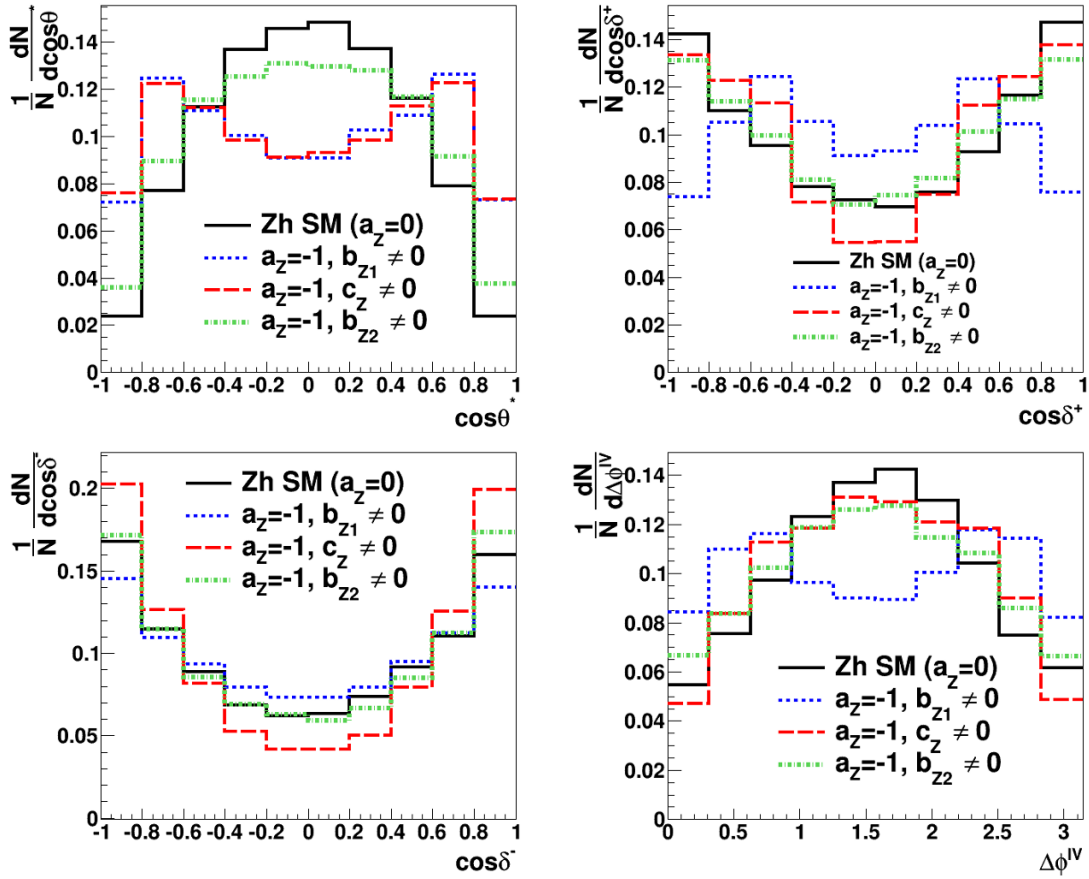 1/N dN/dcosθ*
0.14
0.12
0.1
0.08
0.06
0.04
0.02
0
Zh SM (a_Z=0)
a_Z=-1, b_Z1 ≠ 0
a_Z=-1, c_Z ≠ 0
a_Z=-1, b_Z2 ≠ 0
-1 -0.8 -0.6 -0.4 -0.2 0 0.2 0.4 0.6 0.8 1
cosθ*
1/N dN/dcosδ+
0.14
0.12
0.1
0.08
0.06
0.04
0.02
0
Zh SM (a_Z=0)
a_Z=-1, b_Z1 ≠ 0
a_Z=-1, c_Z ≠ 0
a_Z=-1, b_Z2 ≠ 0
-1 -0.8 -0.6 -0.4 -0.2 0 0.2 0.4 0.6 0.8 1
cosδ+
1/N dN/dcosδ-
0.2
0.15
0.1
0.05
0
Zh SM (a_Z=0)
a_Z=-1, b_Z1 ≠ 0
a_Z=-1, c_Z ≠ 0
a_Z=-1, b_Z2 ≠ 0
-1 -0.8 -0.6 -0.4 -0.2 0 0.2 0.4 0.6 0.8 1
cosδ-
1/N dN/dΔϕ^IV
0.14
0.12
0.1
0.08
0.06
0.04
0.02
0
Zh SM (a_Z=0)
a_Z=-1, b_Z1 ≠ 0
a_Z=-1, c_Z ≠ 0
a_Z=-1, b_Z2 ≠ 0
0 0.5 1 1.5 2 2.5 3
Δϕ^IV